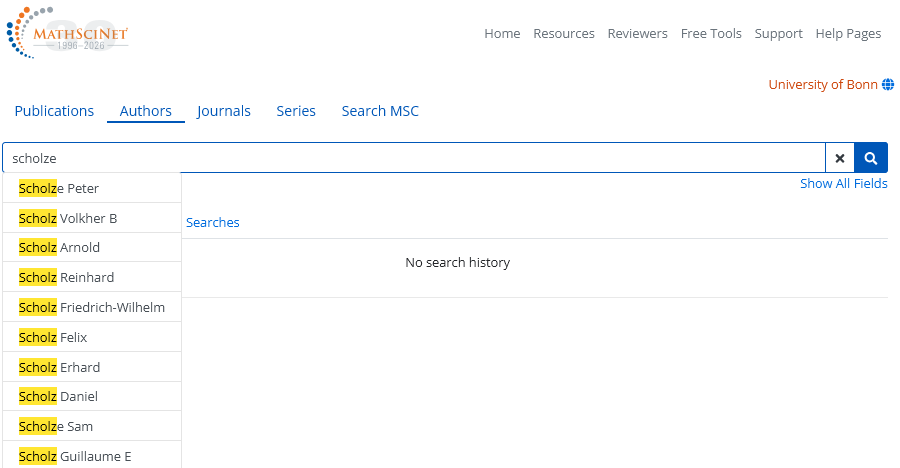 MATHSCINET
1996-2026
Home Resources Reviewers Free Tools Support Help Pages
University of Bonn
Publications Authors Journals Series Search MSC
scholze
Show All Fields
Scholze Peter
Scholz Volkher B
Searches
Scholz Arnold
No search history
Scholz Reinhard
Scholz Friedrich-Wilhelm
Scholz Felix
Scholz Erhard
Scholz Daniel
Scholze Sam
Scholz Guillaume E